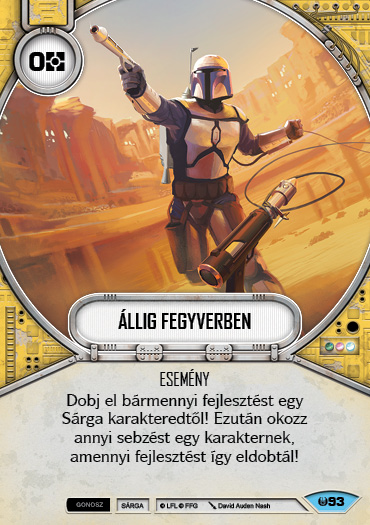 0
ÁLLIG FEGYVERBEN
ESEMÉNY
Dobj el bármennyi fejlesztést egy
Sárga karakteredtől! Ezután okozz
annyi sebzést egy karakternek,
amennyi fejlesztést így eldobtál!
GONOSZ SÁRGA © LFL © FFG David Auden Nash 93